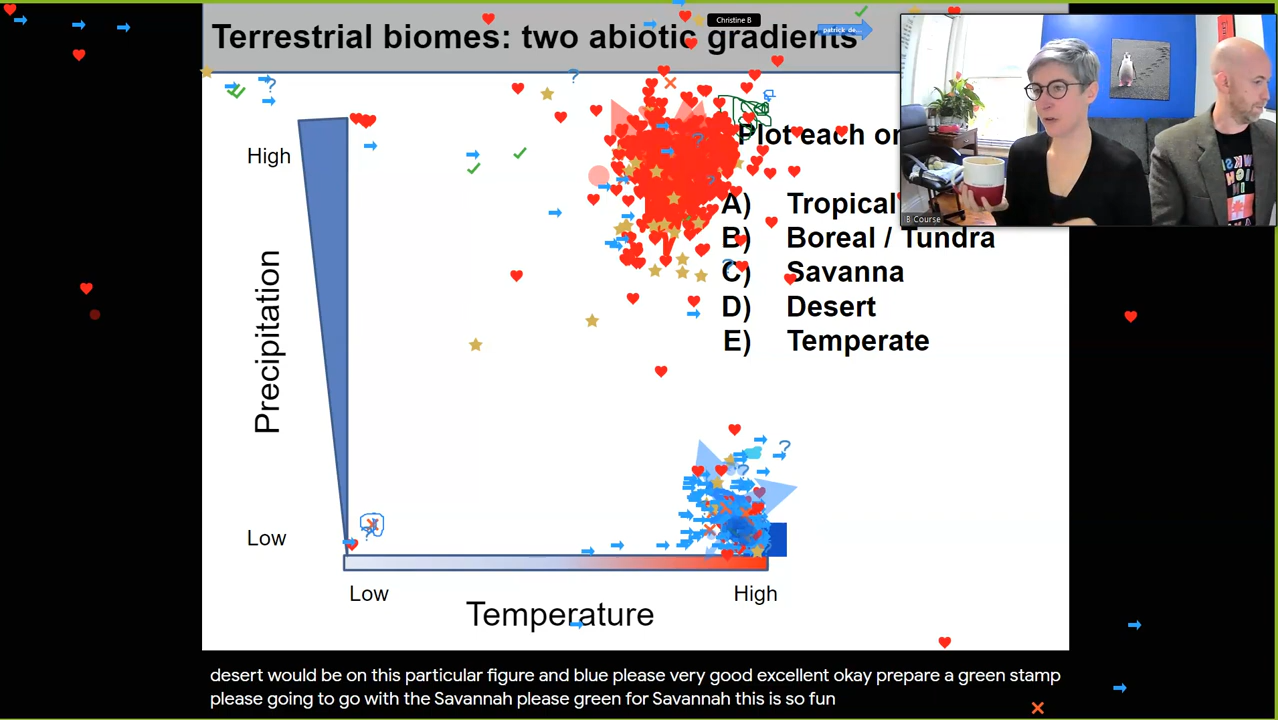 Christine B
patrick_de...
Terrestrial biomes: two abiotic gradients
Plot each on
High
A) Tropical
B) Boreal / Tundra
C) Savanna
D) Desert
E) Temperate
Precipitation
Low
Low
High
Temperature
B Course
desert would be on this particular figure and blue please very good excellent okay prepare a green stamp
please going to go with the Savannah please green for Savannah this is so fun